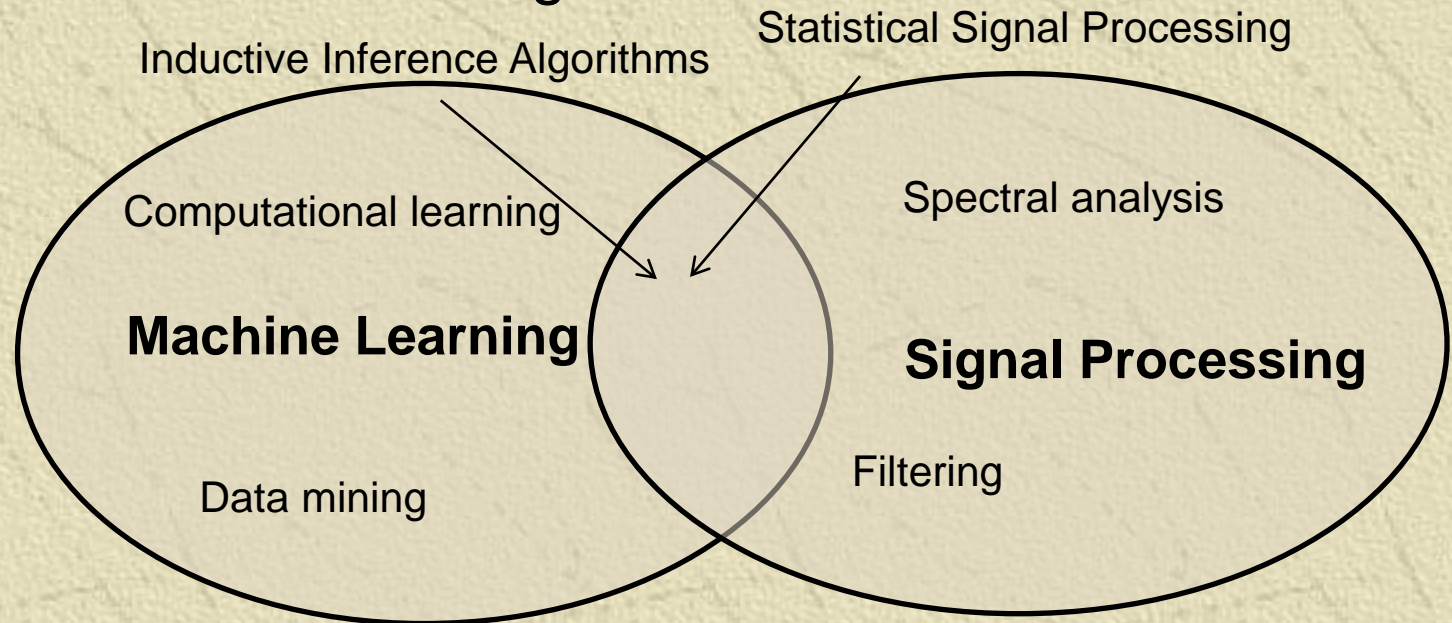 Statistical Signal Processing
Inductive Inference Algorithms
Computational learning
Spectral analysis
Machine Learning
Signal Processing
Filtering
Data mining